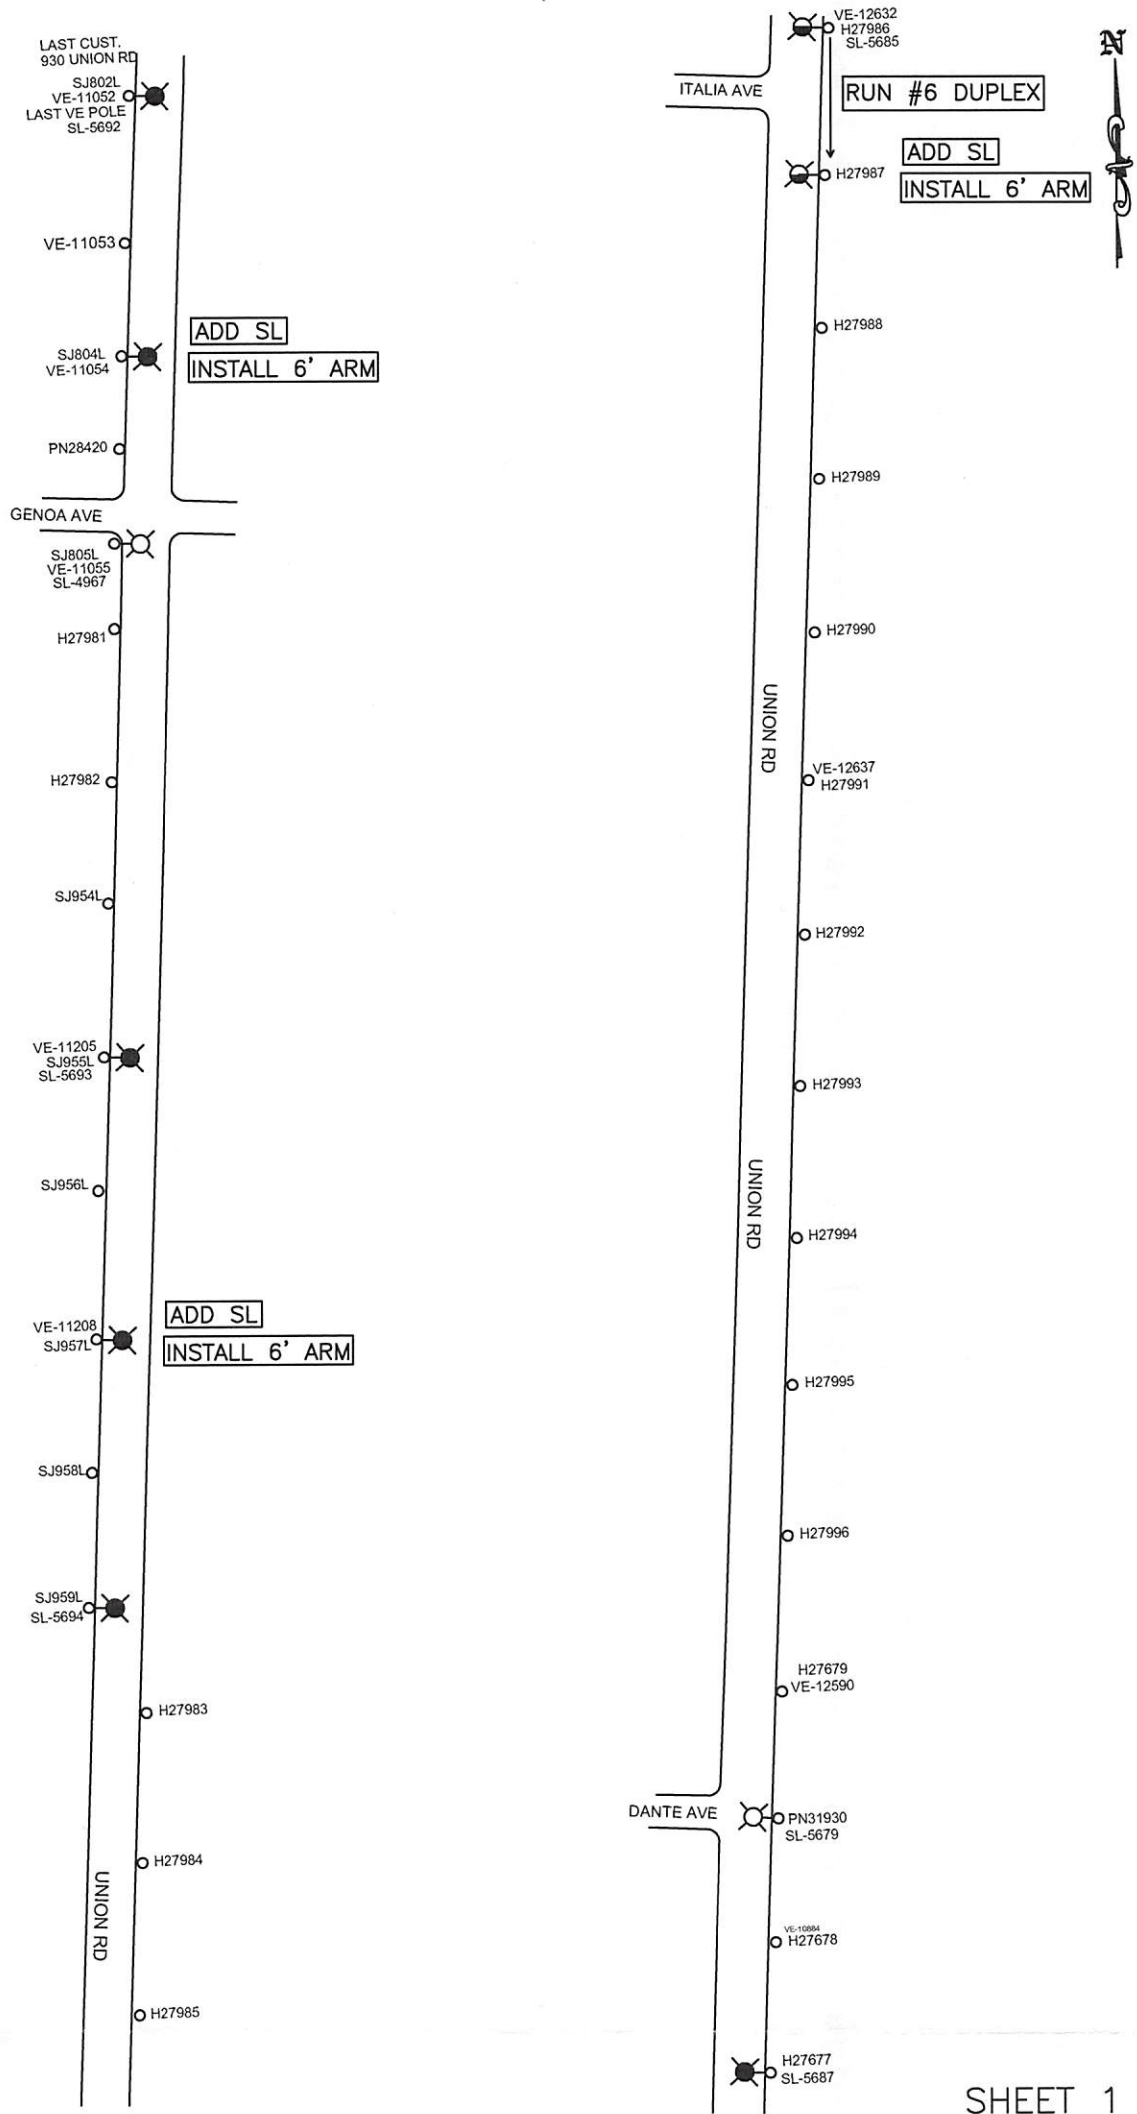 LAST CUST.
930 UNION RD
SJ802L
VE-11052
LAST VE POLE
SL-5692
VE-11053
SJ804L
VE-11054
ADD SL
INSTALL 6' ARM
PN28420
GENOA AVE
SJ805L
VE-11055
SL-4967
H27981
H27982
SJ954L
VE-11205
SJ955L
SL-5693
SJ956L
VE-11208
SJ957L
ADD SL
INSTALL 6' ARM
SJ958L
SJ959L
SL-5694
H27983
H27984
UNION RD
H27985
VE-12632
H27986
SL-5685
N
ITALIA AVE
RUN #6 DUPLEX
ADD SL
INSTALL 6' ARM
H27987
H27988
H27989
H27990
UNION RD
VE-12637
H27991
H27992
H27993
UNION RD
H27994
H27995
H27996
H27679
VE-12590
DANTE AVE
PN31930
SL-5679
VE-10884
H27678
H27677
SL-5687
SHEET 1